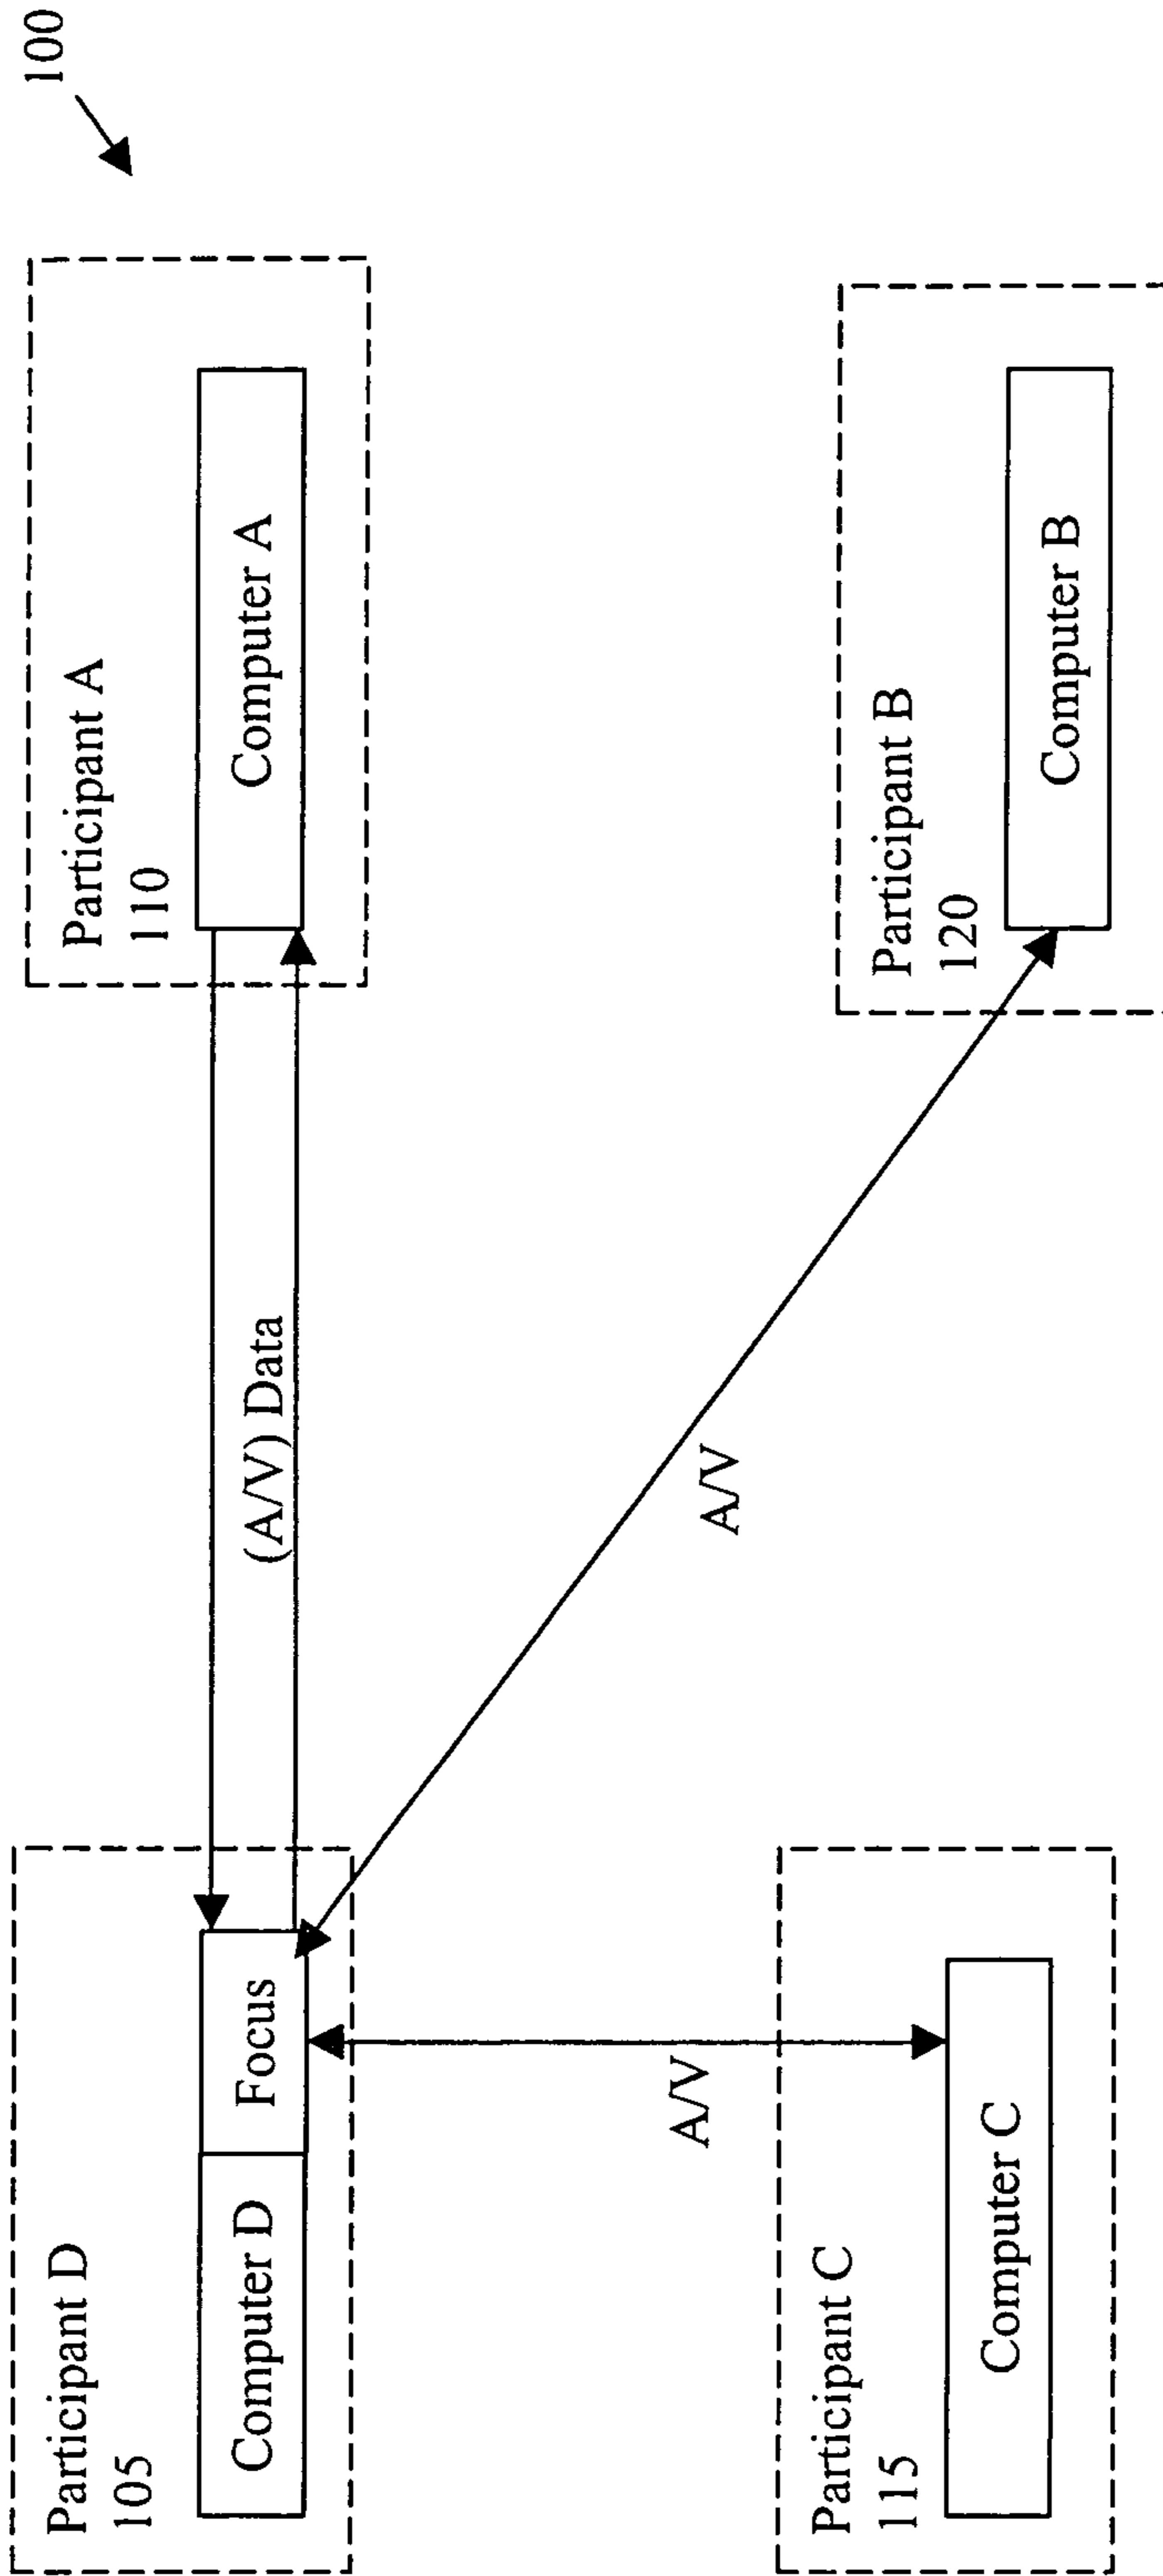 100
Participant D
105
Computer D
Focus
(A/V) Data
Participant A
110
Computer A
A/V
A/V
Participant C
115
Computer C
Participant B
120
Computer B